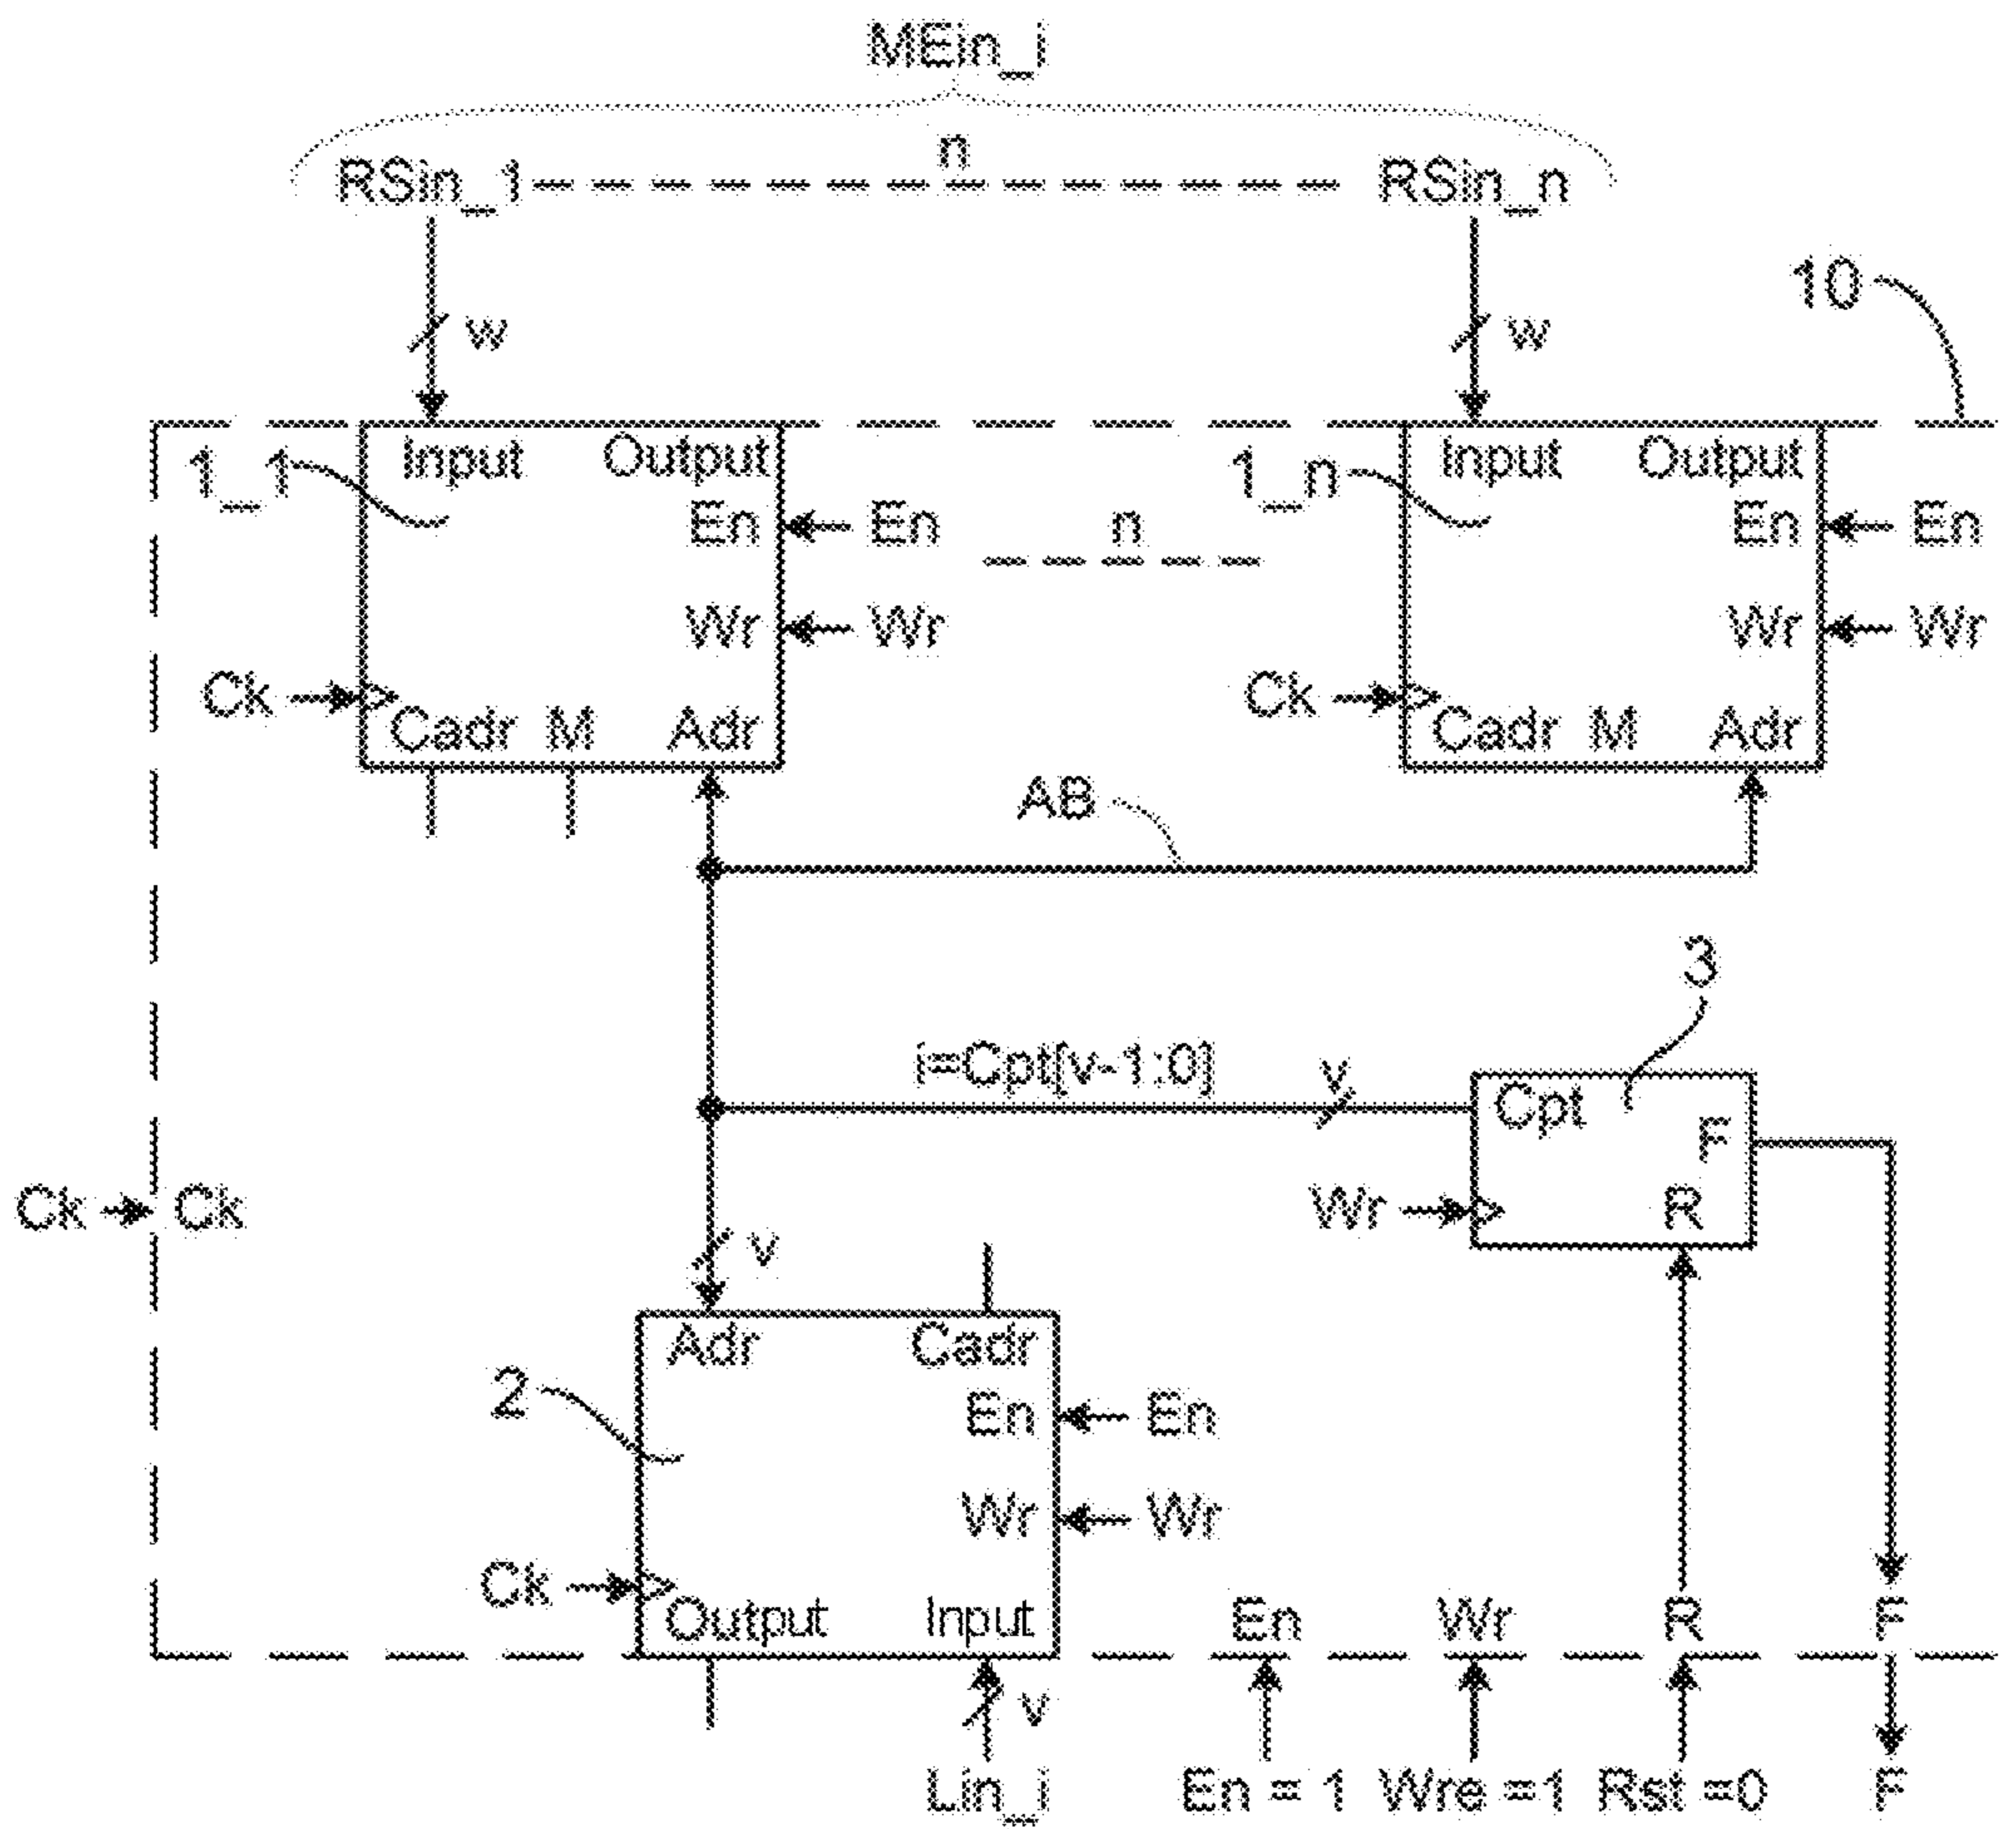 MEin_i
n
RSin_1
RSin_n
w
w
10
1_1
Input
Output
1_n
Input
Output
En
En
n
En
En
Wr
Wr
Wr
Wr
Ck
Ck
Cadr
M
Adr
Cadr
M
Adr
AB
3
i=Cpt[v-1:0]
v
Cpt
F
Ck
Ck
Wr
R
v
Adr
Cadr
2
En
En
Wr
Wr
Ck
Output
Input
En
Wr
R
F
v
Lin_i
En = 1
Wre =1
Rst =0
F